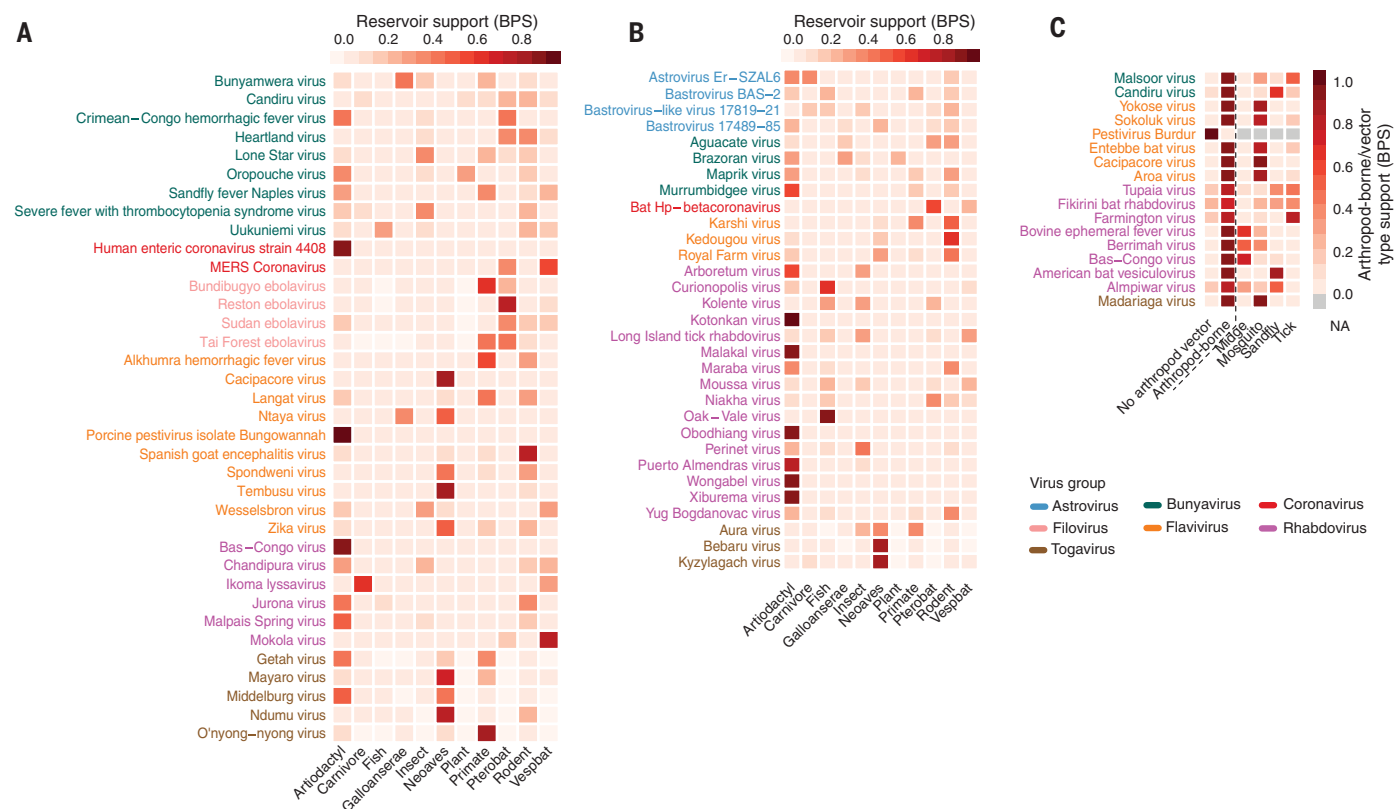 A
Reservoir support (BPS)
0.0 0.2 0.4 0.6 0.8
Bunyamwera virus
Candiru virus
Crimean−Congo hemorrhagic fever virus
Heartland virus
Lone Star virus
Oropouche virus
Sandfly fever Naples virus
Severe fever with thrombocytopenia syndrome virus
Uukuniemi virus
Human enteric coronavirus strain 4408
MERS Coronavirus
Bundibugyo ebolavirus
Reston ebolavirus
Sudan ebolavirus
Tai Forest ebolavirus
Alkhumra hemorrhagic fever virus
Cacipacore virus
Langat virus
Ntaya virus
Porcine pestivirus isolate Bungowannah
Spanish goat encephalitis virus
Spondweni virus
Tembusu virus
Wesselsbron virus
Zika virus
Bas−Congo virus
Chandipura virus
Ikoma lyssavirus
Jurona virus
Malpais Spring virus
Mokola virus
Getah virus
Mayaro virus
Middelburg virus
Ndumu virus
O'nyong−nyong virus
Artiodactyl
Carnivore
Fish
Galloanserae
Insect
Neoaves
Plant
Primate
Pterobat
Rodent
Vespbat
B
Reservoir support (BPS)
0.0 0.2 0.4 0.6 0.8
Astrovirus Er−SZAL6
Bastrovirus BAS−2
Bastrovirus−like virus 17819−21
Bastrovirus 17489−85
Aguacate virus
Brazoran virus
Maprik virus
Murrumbidgee virus
Bat Hp−betacoronavirus
Karshi virus
Kedougou virus
Royal Farm virus
Arboretum virus
Curionopolis virus
Kolente virus
Kotonkan virus
Long Island tick rhabdovirus
Malakal virus
Maraba virus
Moussa virus
Niakha virus
Oak−Vale virus
Obodhiang virus
Perinet virus
Puerto Almendras virus
Wongabel virus
Xiburema virus
Yug Bogdanovac virus
Aura virus
Bebaru virus
Kyzylagach virus
Artiodactyl
Carnivore
Fish
Galloanserae
Insect
Neoaves
Plant
Primate
Pterobat
Rodent
Vespbat
C
Malsoor virus
Candiru virus
Yokose virus
Sokoluk virus
Pestivirus Burdur
Entebbe bat virus
Cacipacore virus
Aroa virus
Tupaia virus
Fikirini bat rhabdovirus
Farmington virus
Bovine ephemeral fever virus
Berrimah virus
Bas−Congo virus
American bat vesiculovirus
Almpiwar virus
Madariaga virus
No arthropod vector
Arthropod-borne
Midge
Mosquito
Sandfly
Tick
1.0
0.8
0.6
0.4
0.2
0.0
NA
Arthropod-borne/vector
type support (BPS)
Virus group
Astrovirus Bunyavirus Coronavirus
Filovirus Flavivirus Rhabdovirus
Togavirus